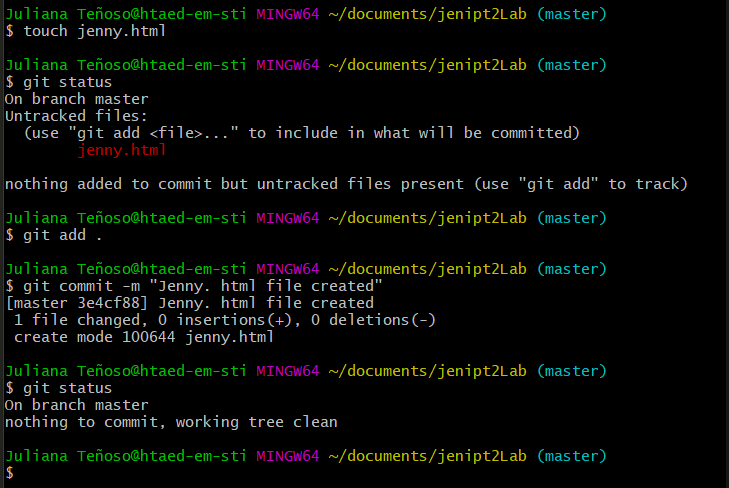 Juliana Teñoso@htaed-em-sti MINGW64 ~/documents/jenipt2Lab (master)
$ touch jenny.html
Juliana Teñoso@htaed-em-sti MINGW64 ~/documents/jenipt2Lab (master)
$ git status
On branch master
Untracked files:
  (use "git add <file>..." to include in what will be committed)
        jenny.html
nothing added to commit but untracked files present (use "git add" to track)
Juliana Teñoso@htaed-em-sti MINGW64 ~/documents/jenipt2Lab (master)
$ git add .
Juliana Teñoso@htaed-em-sti MINGW64 ~/documents/jenipt2Lab (master)
$ git commit -m "Jenny. html file created"
[master 3e4cf88] Jenny. html file created
 1 file changed, 0 insertions(+), 0 deletions(-)
 create mode 100644 jenny.html
Juliana Teñoso@htaed-em-sti MINGW64 ~/documents/jenipt2Lab (master)
$ git status
On branch master
nothing to commit, working tree clean
Juliana Teñoso@htaed-em-sti MINGW64 ~/documents/jenipt2Lab (master)
$